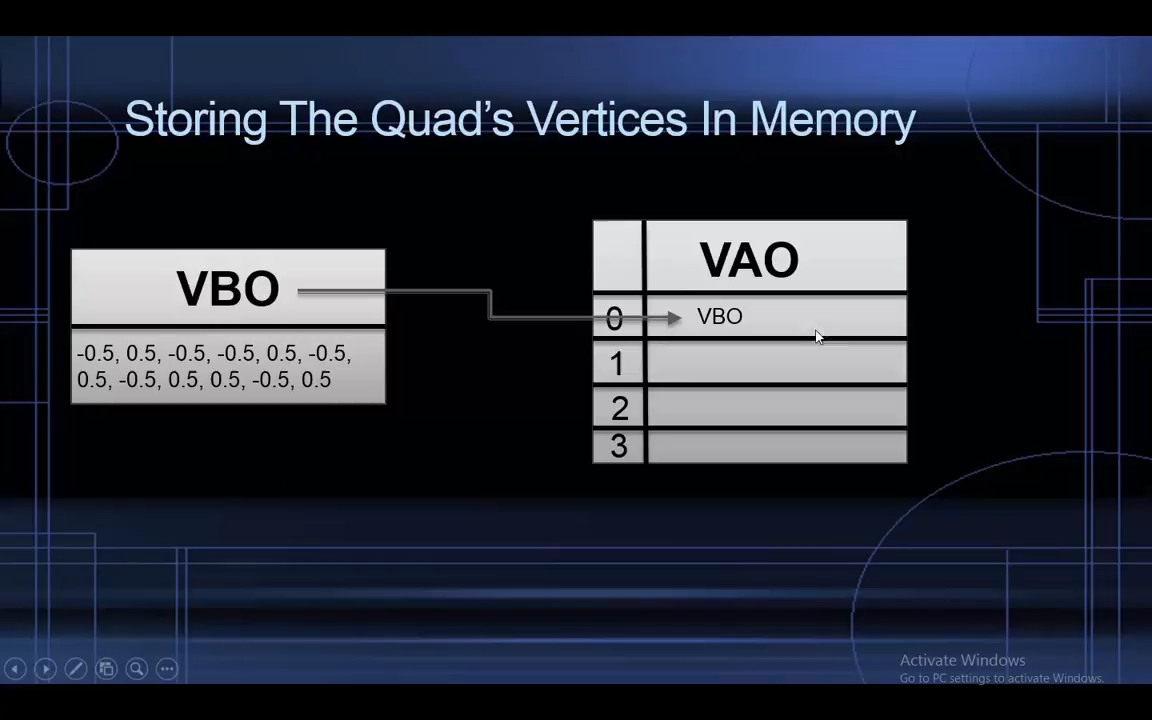 Storing The Quad's Vertices In Memory
VBO
-0.5, 0.5, -0.5, -0.5, 0.5, -0.5,
0.5, -0.5, 0.5, 0.5, -0.5, 0.5
VAO
0 VBO
1
2
3
Activate Windows
Go to PC settings to activate Windows.